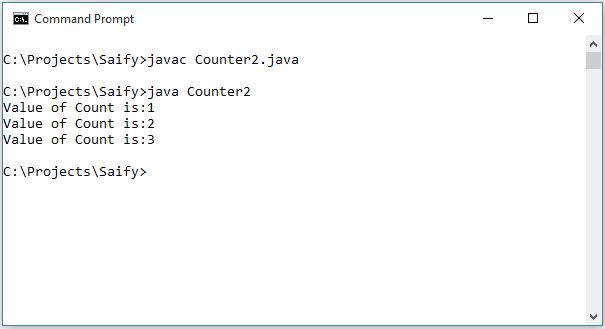 Command Prompt
C:\Projects\Saify>javac Counter2.java
C:\Projects\Saify>java Counter2
Value of Count is:1
Value of Count is:2
Value of Count is:3
C:\Projects\Saify>